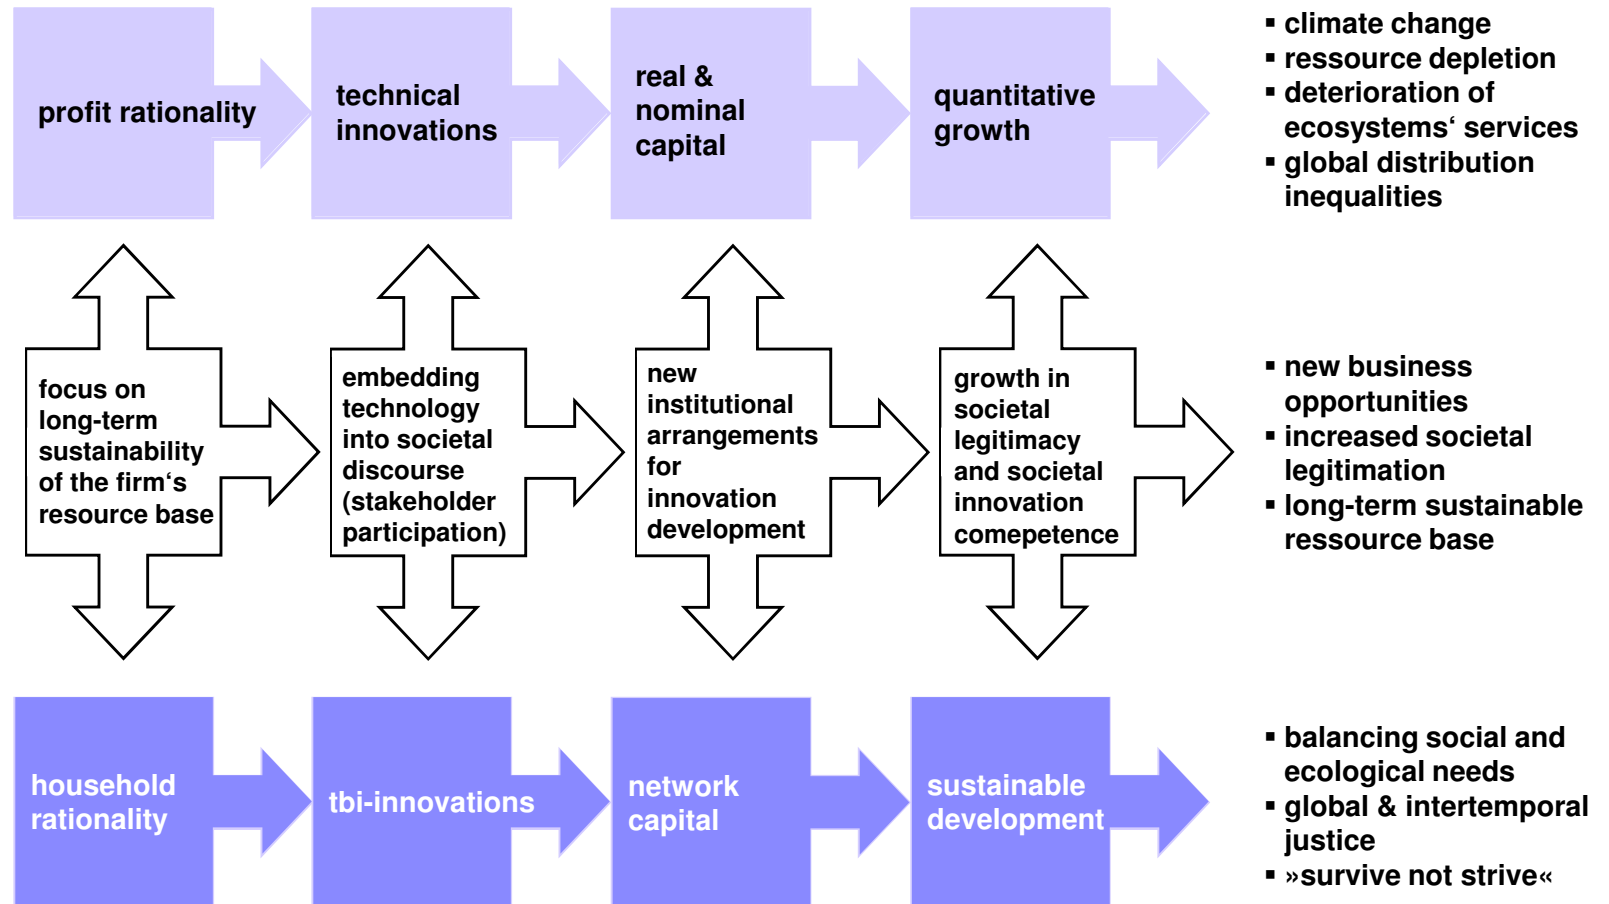 profit rationality
technical
innovations
real &
nominal
capital
quantitative
growth
▪ climate change
▪ ressource depletion
▪ deterioration of
ecosystems‘ services
▪ global distribution
inequalities
focus on
long-term
sustainability
of the firm‘s
resource base
embedding
technology
into societal
discourse
(stakeholder
participation)
new
institutional
arrangements
for
innovation
development
growth in
societal
legitimacy
and societal
innovation
comepetence
▪ new business
opportunities
▪ increased societal
legitimation
▪ long-term sustainable
ressource base
household
rationality
tbi-innovations
network
capital
sustainable
development
▪ balancing social and
ecological needs
▪ global & intertemporal
justice
▪ »survive not strive«